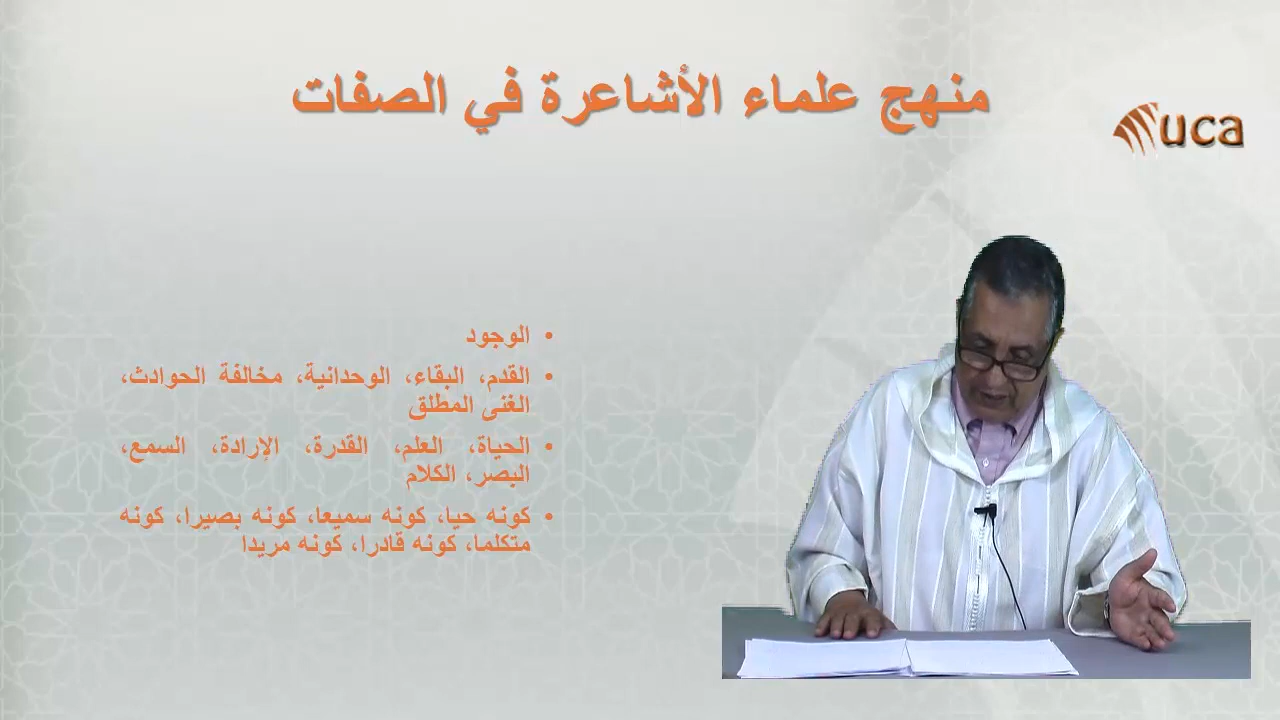 منهج علماء الأشاعرة في الصفات
uca
• الوجود
• القدم، البقاء، الوحدانية، مخالفة الحوادث،
الغنى المطلق
• الحياة، العلم، القدرة، الإرادة، السمع،
البصر، الكلام
• كونه حيا، كونه سميعا، كونه بصيرا، كونه
متكلما، كونه قادرا، كونه مريدا